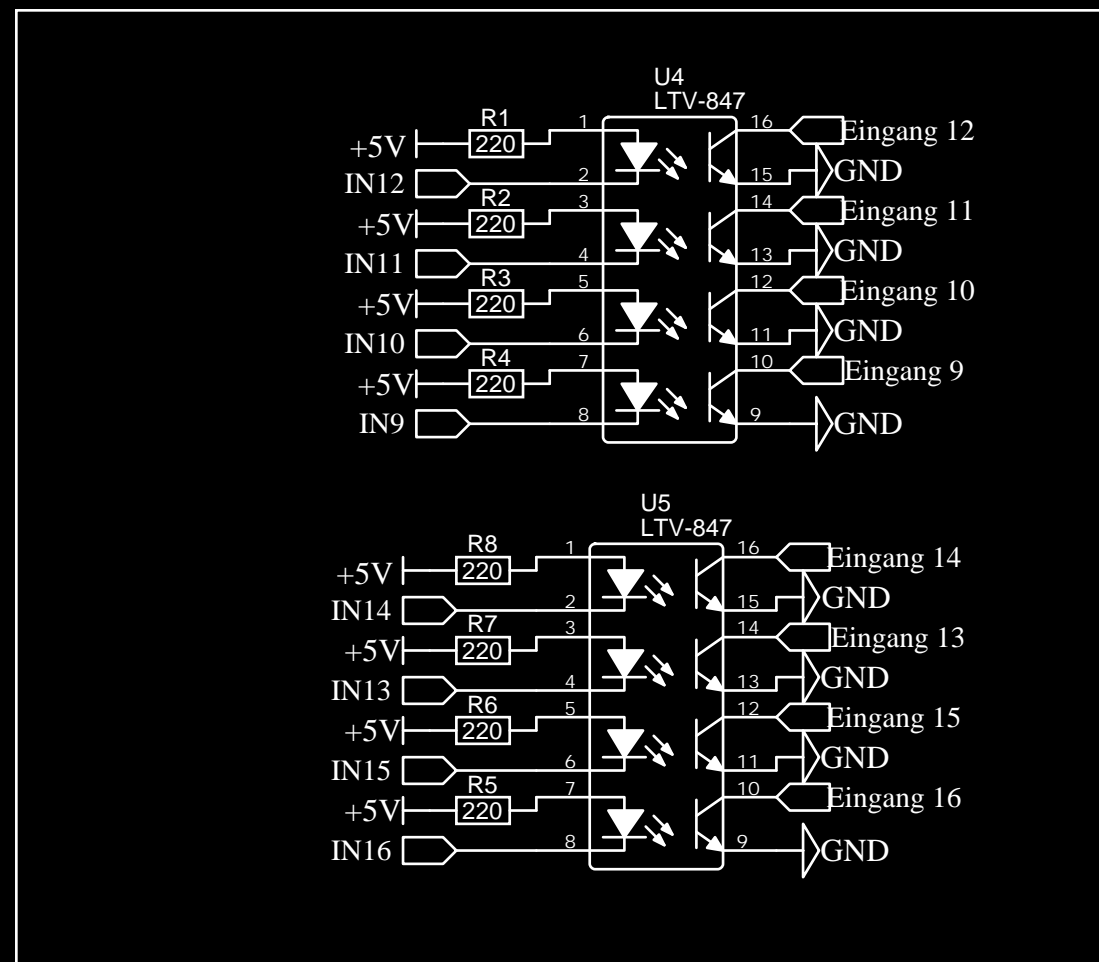 U4
LTV-847
R1
1 16 Eingang 12
+5V 220
2 15 GND
IN12
R2
3 14 Eingang 11
+5V 220
4 13 GND
IN11
R3
5 12 Eingang 10
+5V 220
6 11 GND
IN10
R4
7 10 Eingang 9
+5V 220
8 9 GND
IN9
U5
LTV-847
R8
1 16 Eingang 14
+5V 220
2 15 GND
IN14
R7
3 14 Eingang 13
+5V 220
4 13 GND
IN13
R6
5 12 Eingang 15
+5V 220
6 11 GND
IN15
R5
7 10 Eingang 16
+5V 220
8 9 GND
IN16